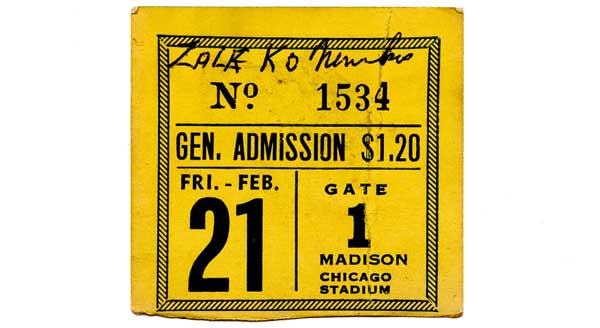 ZALE KO
No. 1534
GEN. ADMISSION $1.20
FRI. - FEB.
21
GATE
1
MADISON
CHICAGO
STADIUM